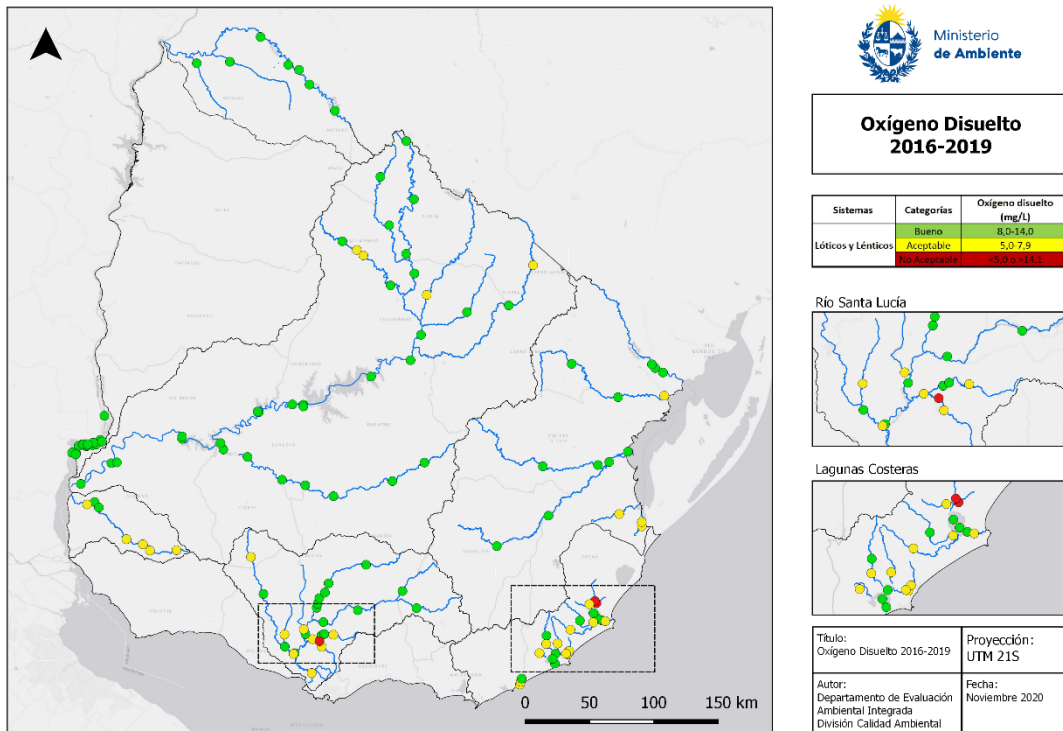 Ministerio
de Ambiente
Oxígeno Disuelto
2016-2019
Sistemas
Categorías
Oxígeno disuelto
(mg/L)
Lóticos y Lénticos
Bueno
8,0-14,0
Aceptable
5,0-7,9
No Aceptable
<5,0 o >14,1
Río Santa Lucía
Lagunas Costeras
Título:
Oxígeno Disuelto 2016-2019
Proyección:
UTM 21S
Autor:
Departamento de Evaluación
Ambiental Integrada
División Calidad Ambiental
Fecha:
Noviembre 2020
0 50 100 150 km